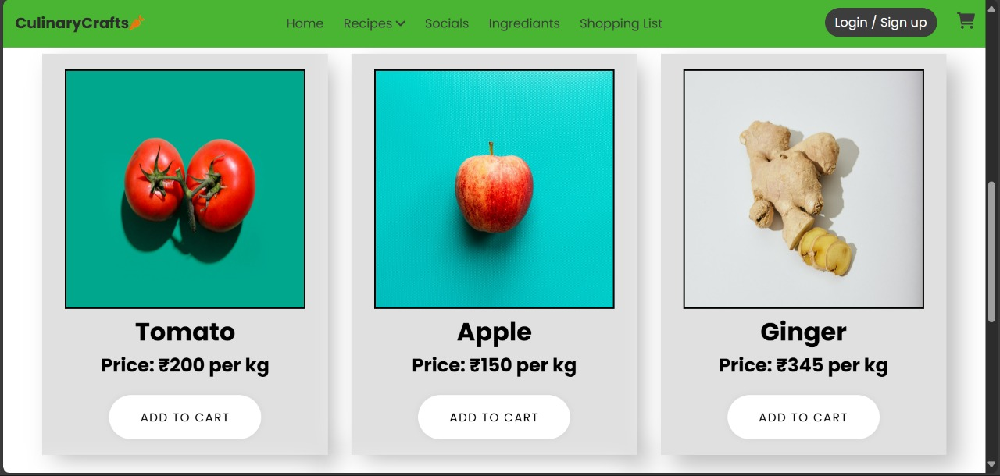 CulinaryCrafts
Home
Recipes
Socials
Ingrediants
Shopping List
Login / Sign up
Tomato
Price: ₹200 per kg
ADD TO CART
Apple
Price: ₹150 per kg
ADD TO CART
Ginger
Price: ₹345 per kg
ADD TO CART